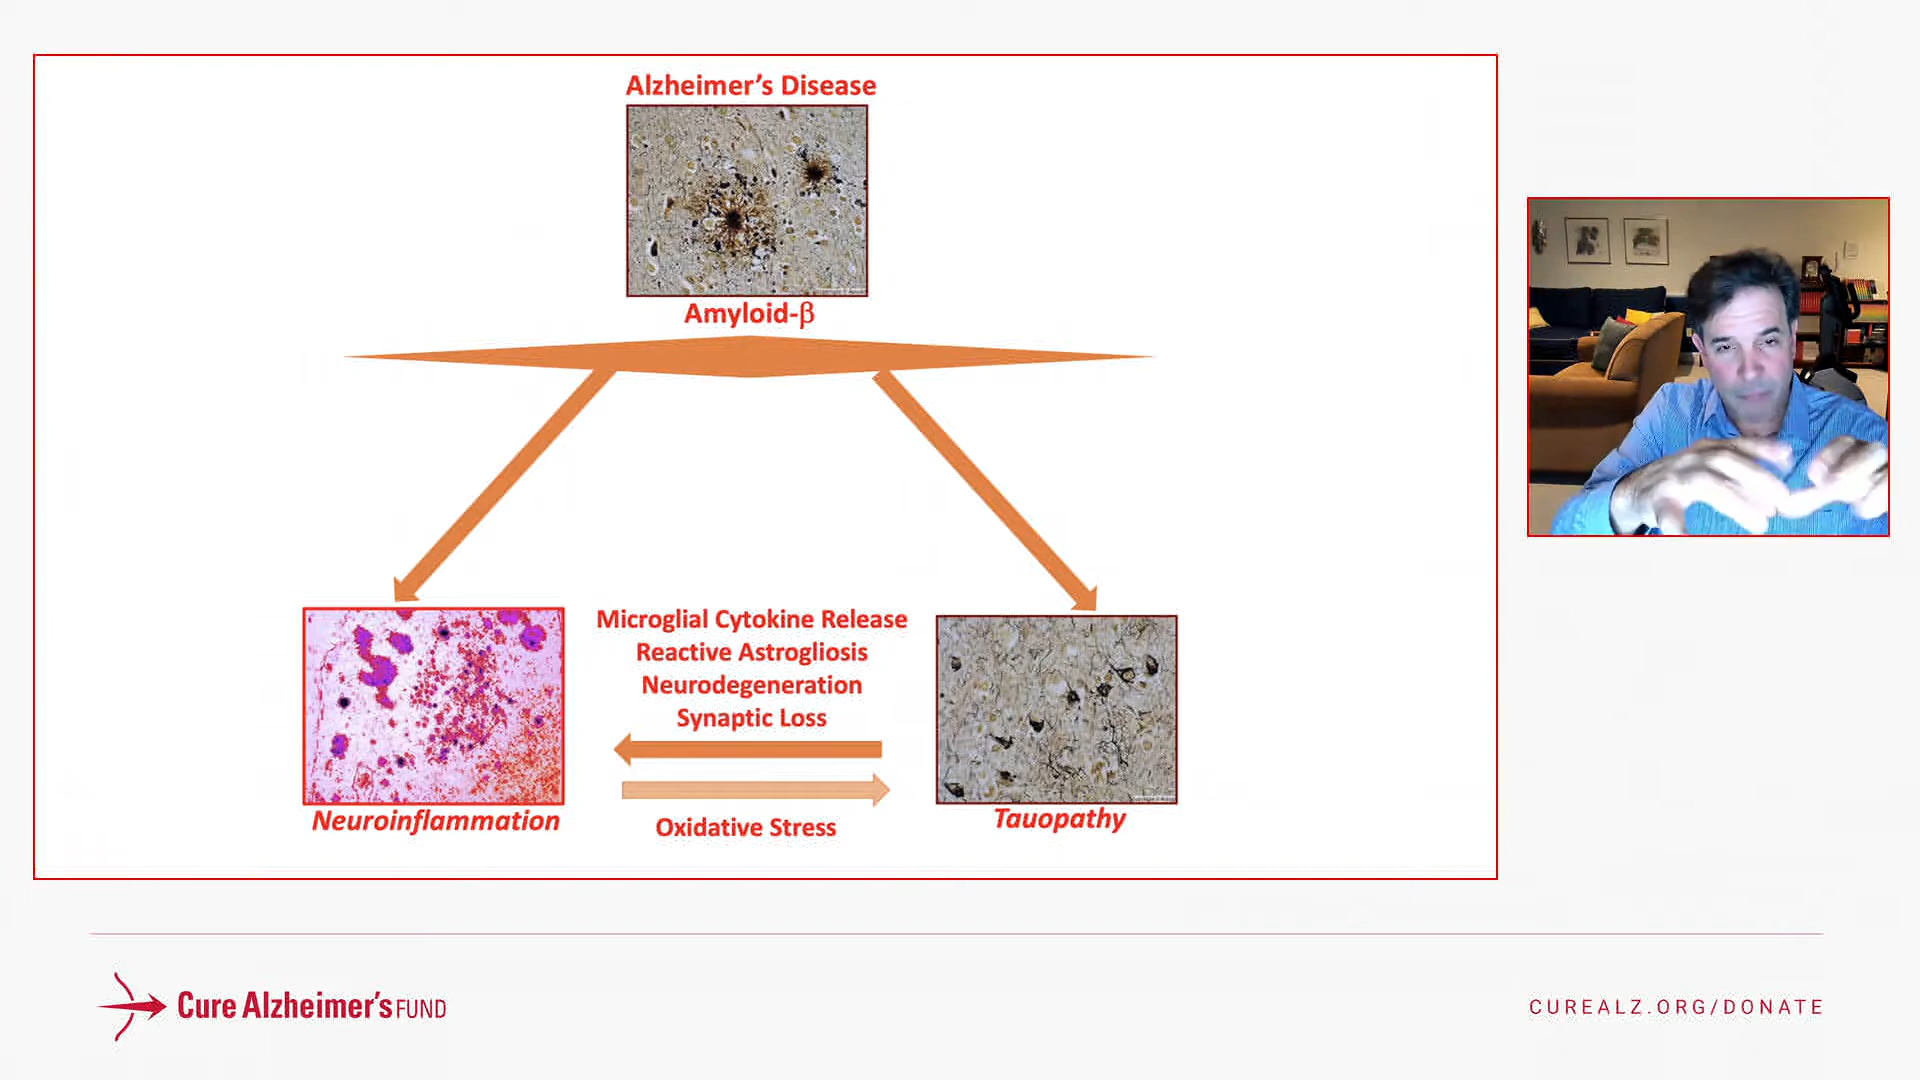 Alzheimer's Disease
Amyloid-β
Microglial Cytokine Release
Reactive Astrogliosis
Neurodegeneration
Synaptic Loss
Oxidative Stress
Neuroinflammation
Tauopathy
Cure Alzheimer's FUND
CUREALZ.ORG/DONATE